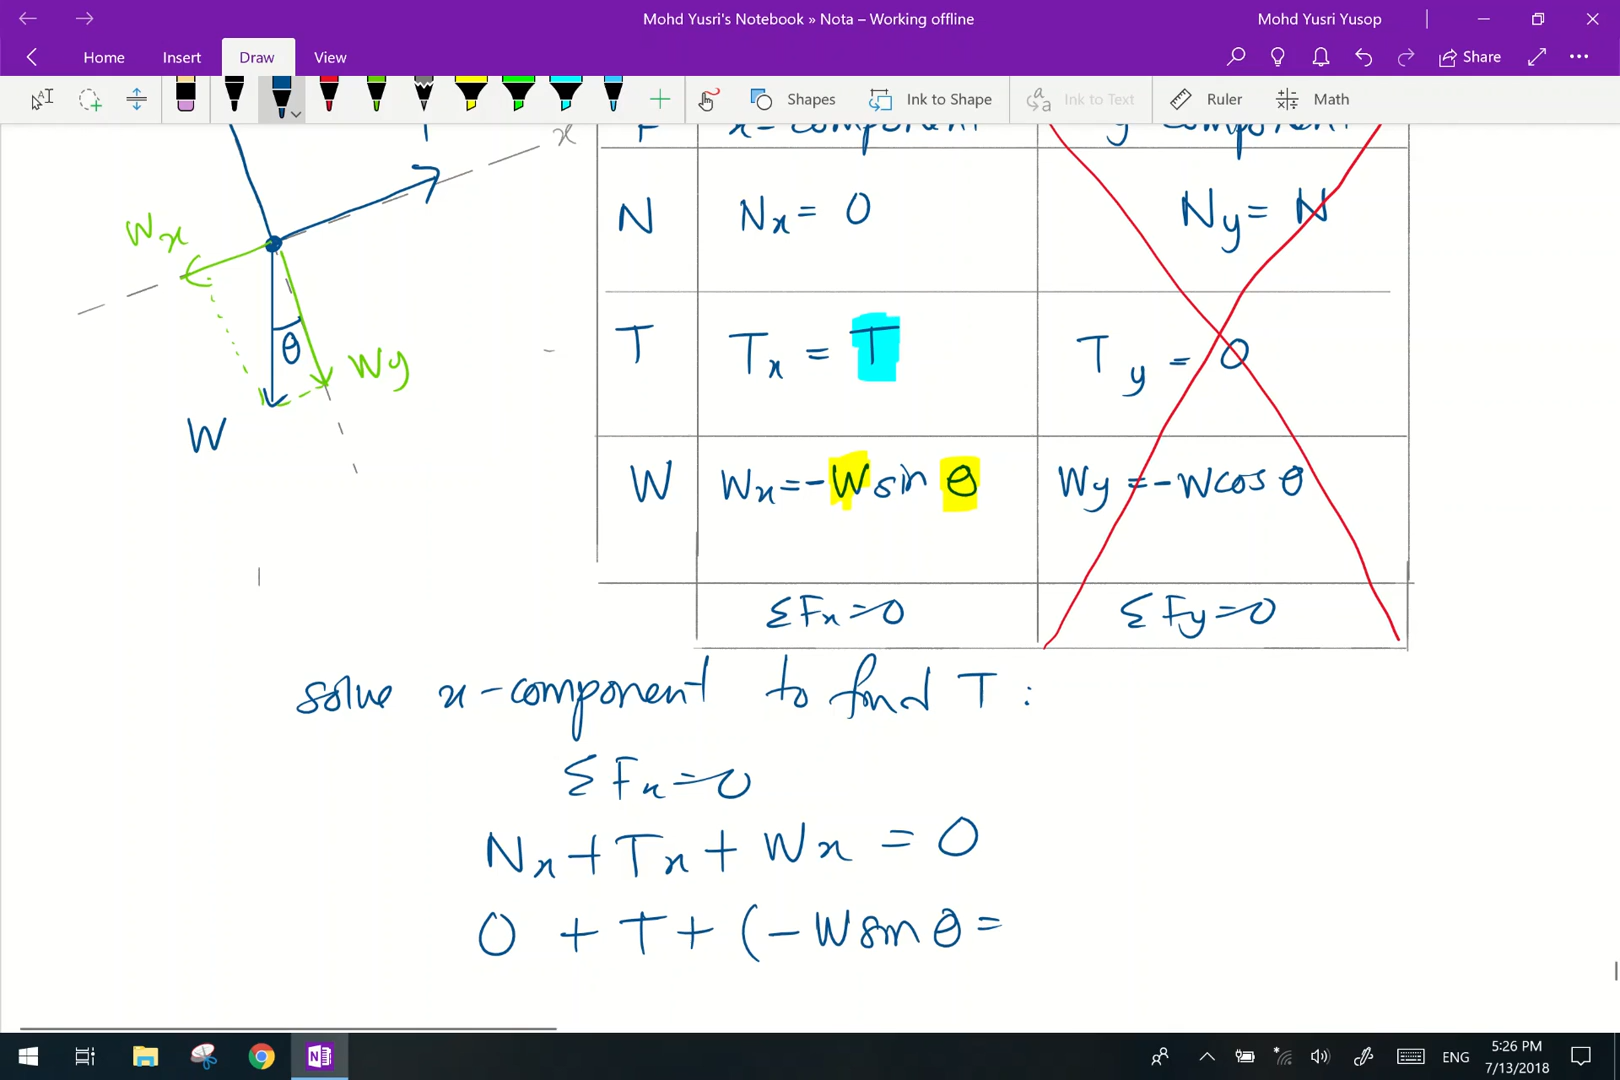 Mohd Yusri's Notebook » Nota – Working offline
Mohd Yusri Yusop
Home Insert Draw View
Share
Shapes Ink to Shape Ink to Text Ruler Math
F x-component y-component
x
Wx
θ
Wy
W
N Nx = 0 Ny = N
T Tx = T Ty = 0
W Wx = -W sin θ Wy = -W cos θ
ΣFx = 0 ΣFy = 0
solve x-component to find T :
ΣFx = 0
Nx + Tx + Wx = 0
0 + T + (- W sin θ =
ENG
5:26 PM
7/13/2018